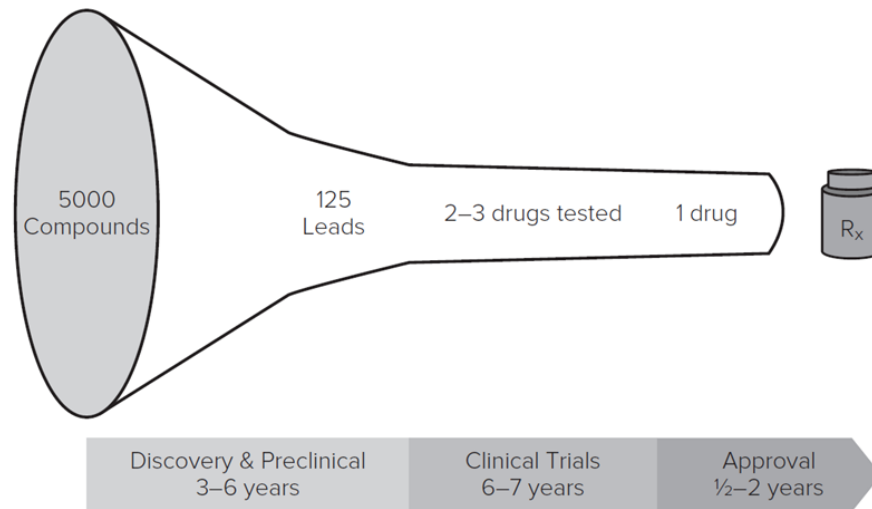 5000
Compounds
125
Leads
2–3 drugs tested
1 drug
Rₓ
Discovery & Preclinical
3–6 years
Clinical Trials
6–7 years
Approval
½–2 years